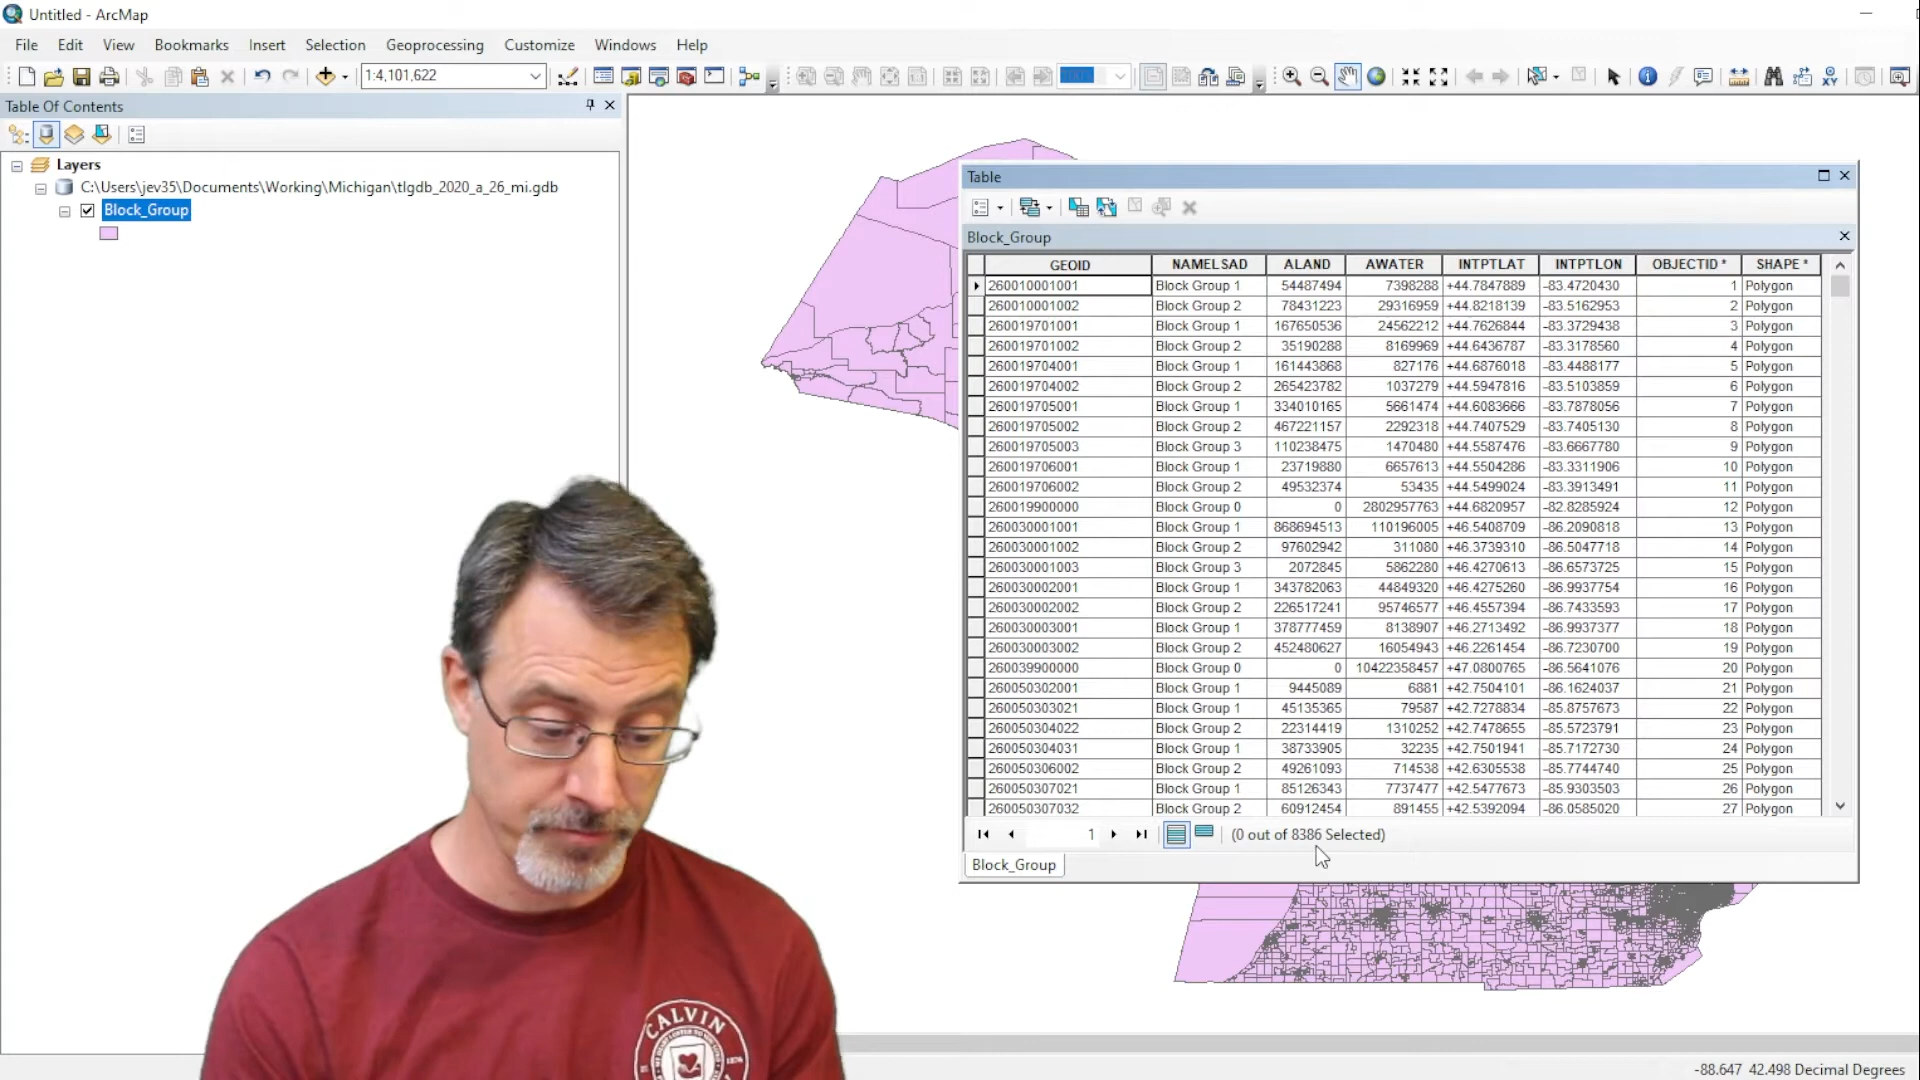 Untitled - ArcMap
File Edit View Bookmarks Insert Selection Geoprocessing Customize Windows Help
1:4,101,622
Table Of Contents
Layers
C:\Users\jev35\Documents\Working\Michigan\tlgdb_2020_a_26_mi.gdb
Block_Group
Table
Block_Group
GEOID NAMELSAD ALAND AWATER INTPTLAT INTPTLON OBJECTID * SHAPE *
260010001001 Block Group 1 54487494 7398288 +44.7847889 -83.4720430 1 Polygon
260010001002 Block Group 2 78431223 29316959 +44.8218139 -83.5162953 2 Polygon
260019701001 Block Group 1 167650536 24562212 +44.7626844 -83.3729438 3 Polygon
260019701002 Block Group 2 35190288 8169969 +44.6436787 -83.3178560 4 Polygon
260019704001 Block Group 1 161443868 827176 +44.6876018 -83.4488177 5 Polygon
260019704002 Block Group 2 265423782 1037279 +44.5947816 -83.5103859 6 Polygon
260019705001 Block Group 1 334010165 5661474 +44.6083666 -83.7878056 7 Polygon
260019705002 Block Group 2 467221157 2292318 +44.7407529 -83.7405130 8 Polygon
260019705003 Block Group 3 110238475 1470480 +44.5587476 -83.6667780 9 Polygon
260019706001 Block Group 1 23719880 6657613 +44.5504286 -83.3311906 10 Polygon
260019706002 Block Group 2 49532374 53435 +44.5499024 -83.3913491 11 Polygon
260019900000 Block Group 0 0 2802957763 +44.6820957 -82.8285924 12 Polygon
260030001001 Block Group 1 868694513 110196005 +46.5408709 -86.2090818 13 Polygon
260030001002 Block Group 2 97602942 311080 +46.3739310 -86.5047718 14 Polygon
260030001003 Block Group 3 2072845 5862280 +46.4270613 -86.6573725 15 Polygon
260030002001 Block Group 1 343782063 44849320 +46.4275260 -86.9937754 16 Polygon
260030002002 Block Group 2 226517241 95746577 +46.4557394 -86.7433593 17 Polygon
260030003001 Block Group 1 378777459 8138907 +46.2713492 -86.9937377 18 Polygon
260030003002 Block Group 2 452480627 16054943 +46.2261454 -86.7230700 19 Polygon
260039900000 Block Group 0 0 10422358457 +47.0800765 -86.5641076 20 Polygon
260050302001 Block Group 1 9445089 6881 +42.7504101 -86.1624037 21 Polygon
260050303021 Block Group 1 45135365 79587 +42.7278834 -85.8757673 22 Polygon
260050304022 Block Group 2 22314419 1310252 +42.7478655 -85.5723791 23 Polygon
260050304031 Block Group 1 38733905 32235 +42.7501941 -85.7172730 24 Polygon
260050306002 Block Group 2 49261093 714538 +42.6305538 -85.7744740 25 Polygon
260050307021 Block Group 1 85126343 7737477 +42.5477673 -85.9303503 26 Polygon
260050307032 Block Group 2 60912454 891455 +42.5392094 -86.0585020 27 Polygon
1 (0 out of 8386 Selected)
Block_Group
CALVIN
1876
-88.647 42.498 Decimal Degrees